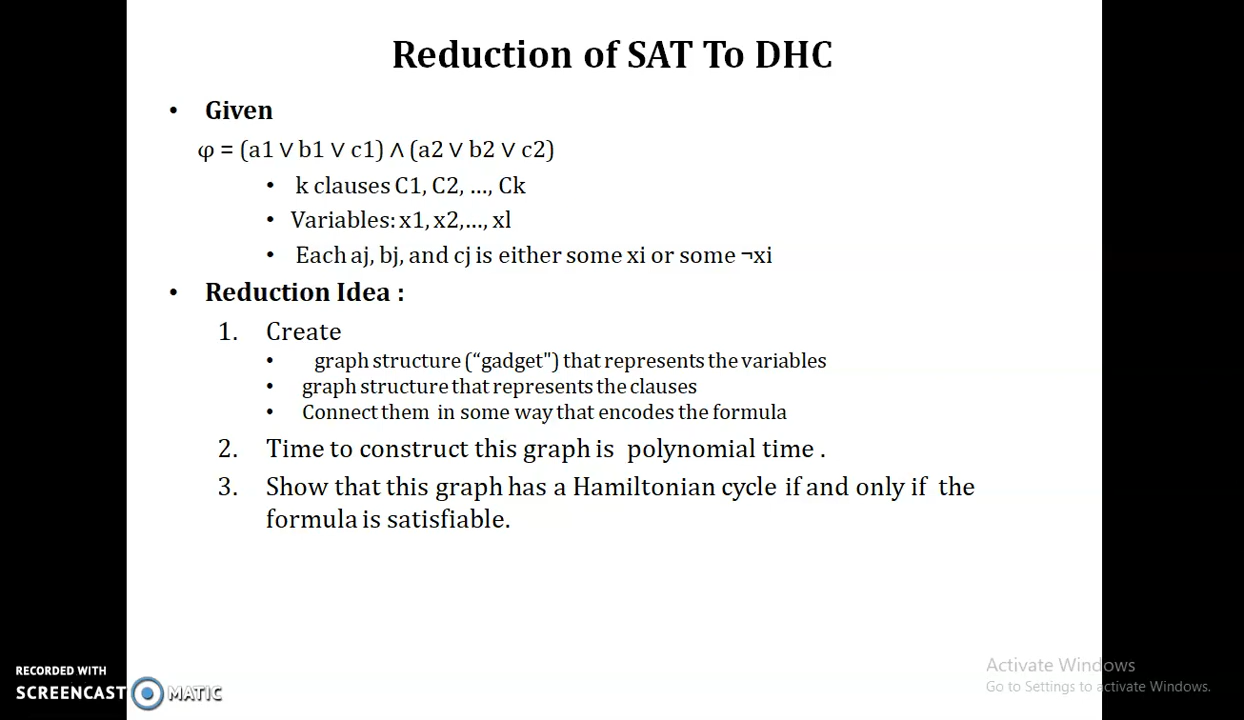 Reduction of SAT To DHC
• Given
φ = (a1 ∨ b1 ∨ c1) ∧ (a2 ∨ b2 ∨ c2)
• k clauses C1, C2, ..., Ck
• Variables: x1, x2,..., xl
• Each aj, bj, and cj is either some xi or some ¬xi
• Reduction Idea :
1. Create
• graph structure (“gadget") that represents the variables
• graph structure that represents the clauses
• Connect them in some way that encodes the formula
2. Time to construct this graph is polynomial time .
3. Show that this graph has a Hamiltonian cycle if and only if the
formula is satisfiable.
RECORDED WITH
SCREENCAST MATIC
Activate Windows
Go to Settings to activate Windows.